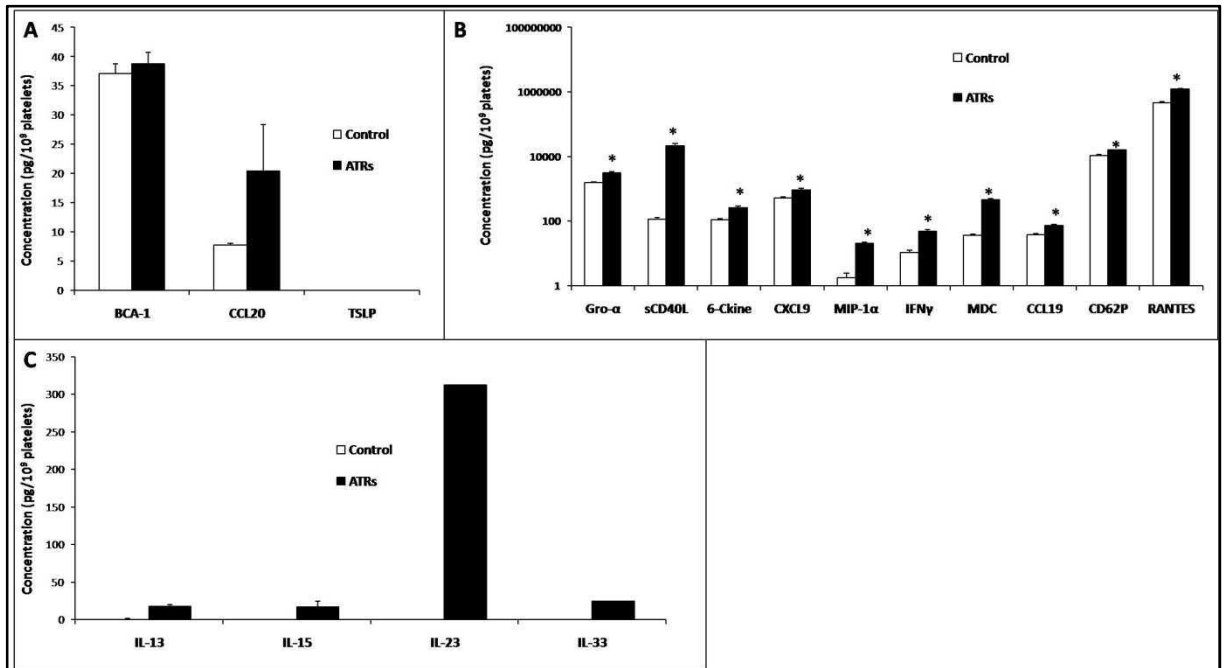 A
Concentration (pg/10⁹ platelets)
45
40
35
30
25
20
15
10
5
0
Control
ATRs
BCA-1
CCL20
TSLP
B
Concentration (pg/10⁹ platets)
100000000
1000000
10000
100
1
Control
ATRs
* * * * * * * * * *
Gro-α
sCD40L
6-Ckine
CXCL9
MIP-1α
IFNγ
MDC
CCL19
CD62P
RANTES
C
Concentration (pg/10⁹ platelets)
350
300
250
200
150
100
50
0
Control
ATRs
IL-13
IL-15
IL-23
IL-33